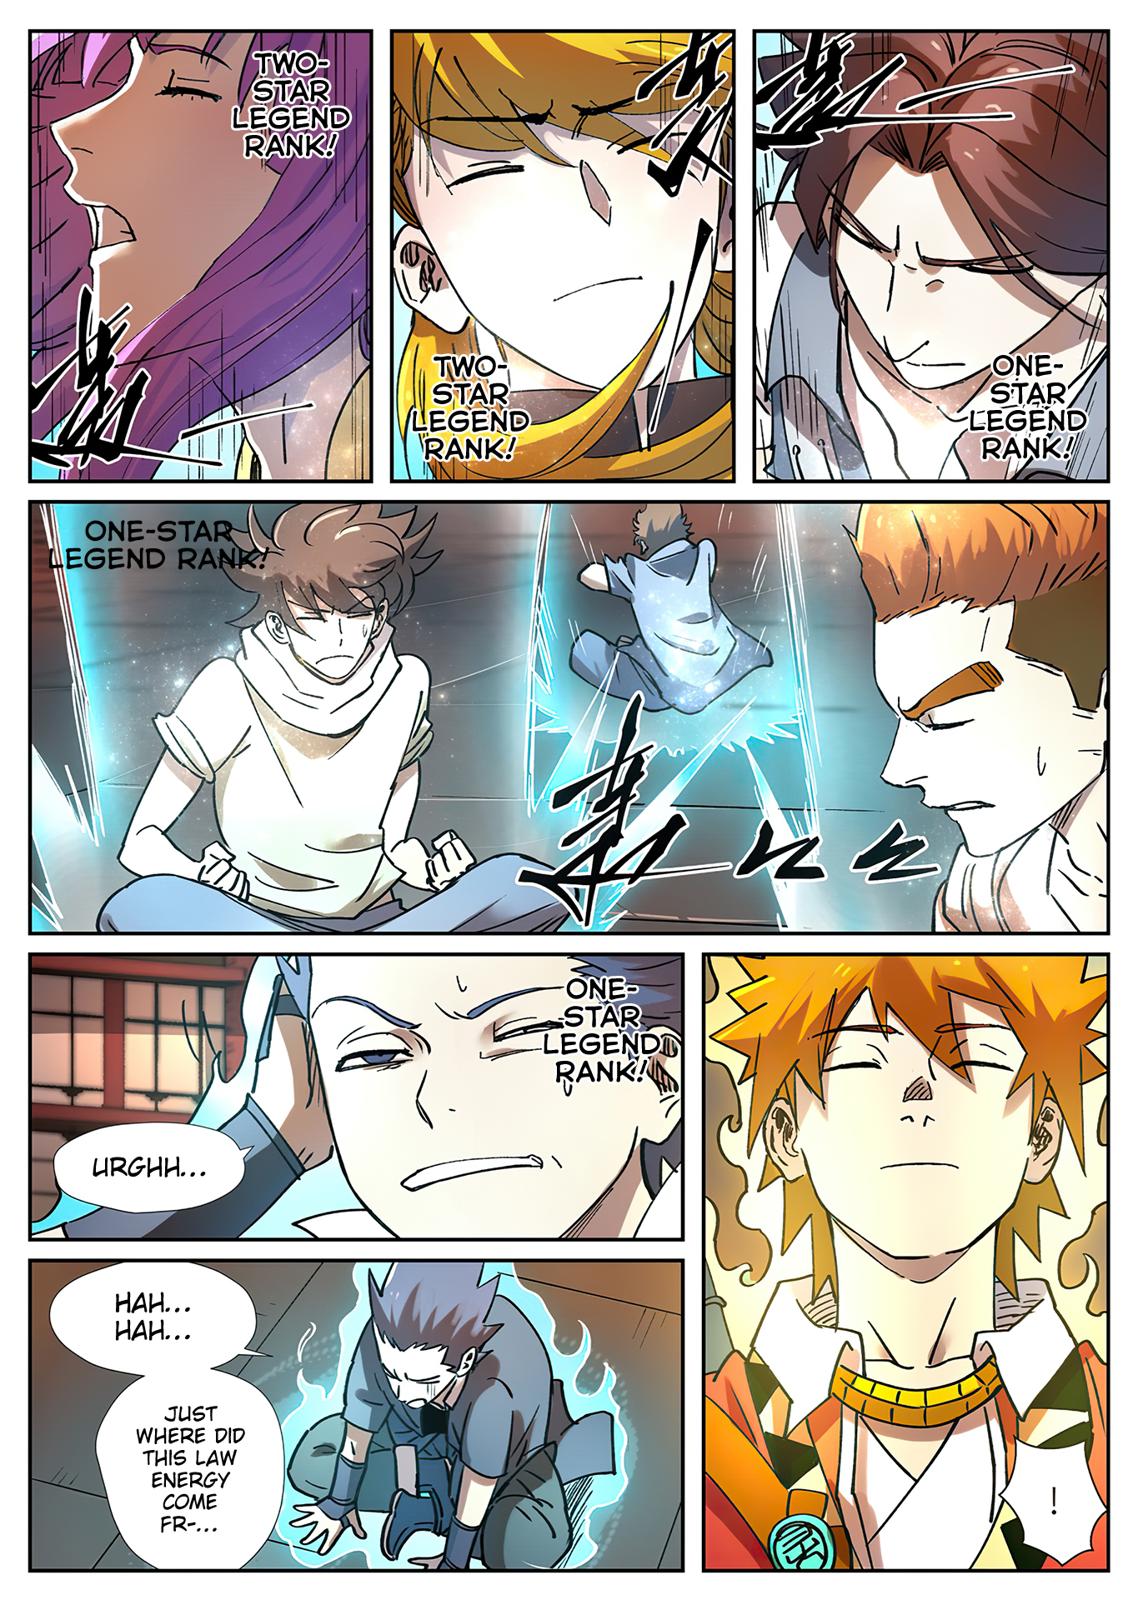 TWO-
STAR
LEGEND
RANK!
TWO-
STAR
LEGEND
RANK!
ONE-
STAR
LEGEND
RANK!
ONE-STAR
LEGEND RANK!
ONE-
STAR
LEGEND
RANK!
URGHH...
!
HAH...
HAH...
JUST
WHERE DID
THIS LAW
ENERGY
COME
FR-...